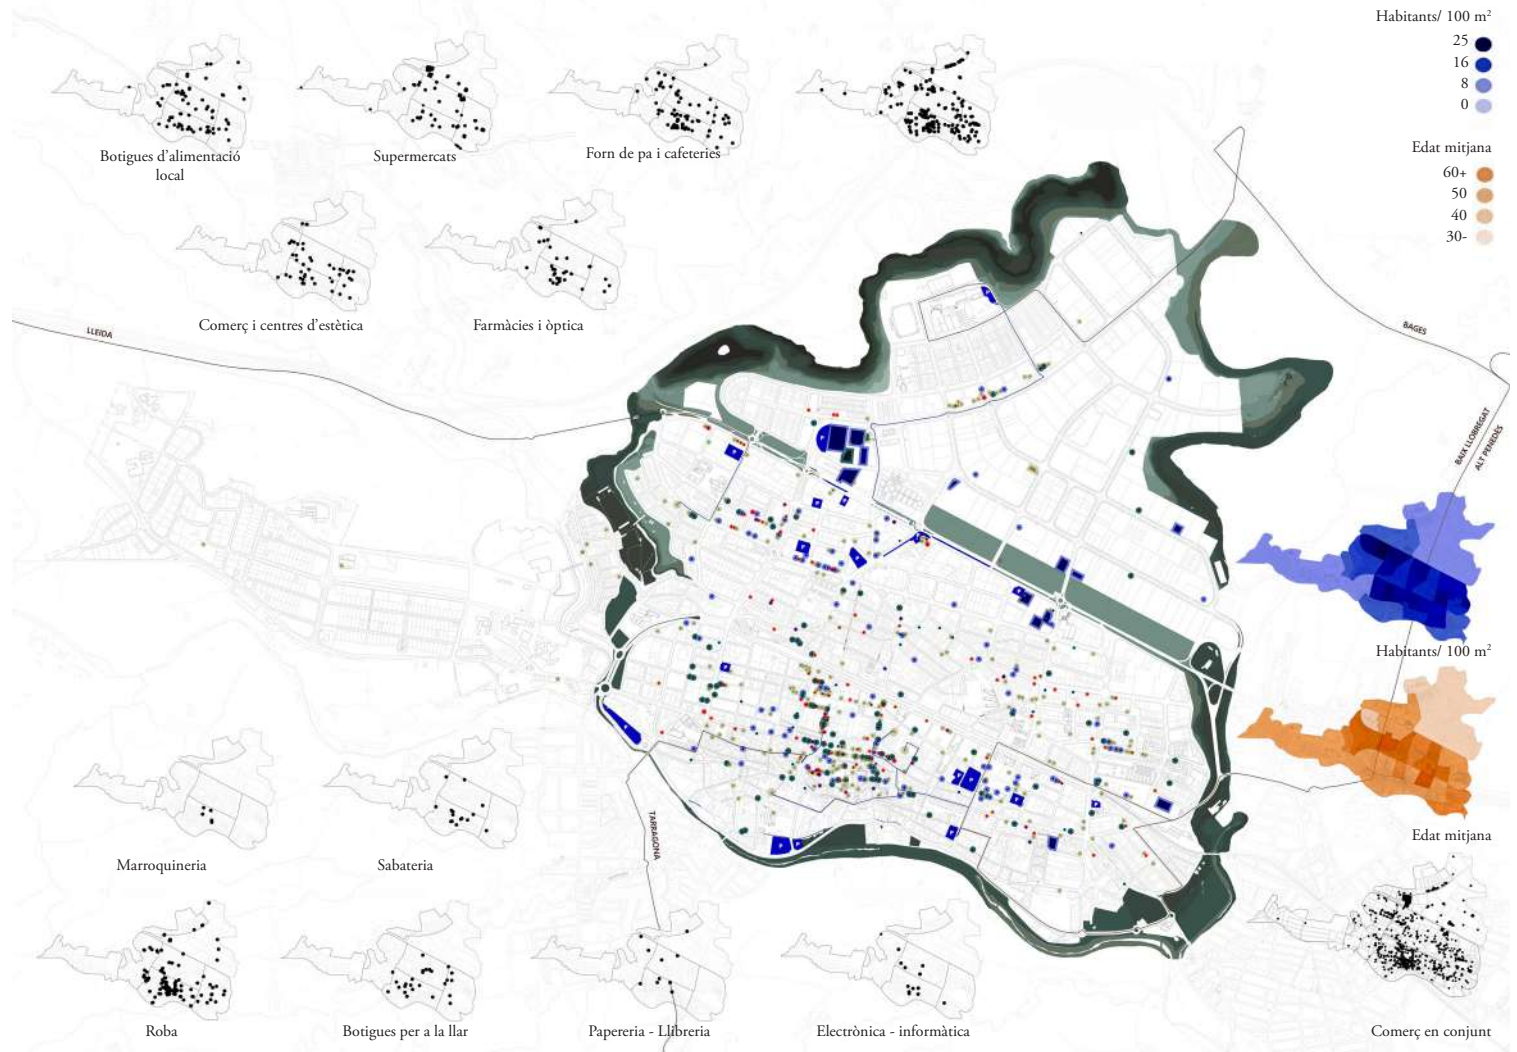 Habitants/ 100 m²
25
16
8
0
Botigues d’alimentació
local
Supermercats
Forn de pa i cafeteries
Edat mitjana
60+
50
40
30-
Comerç i centres d’estètica
Farmàcies i òptica
LLEIDA
BAGES
BAIX LLOBREGAT
ALT PENEDÈS
Habitants/ 100 m²
TARRAGONA
Edat mitjana
Marroquineria
Sabateria
Roba
Botigues per a la llar
Papereria - Llibreria
Electrònica - informàtica
Comerç en conjunt